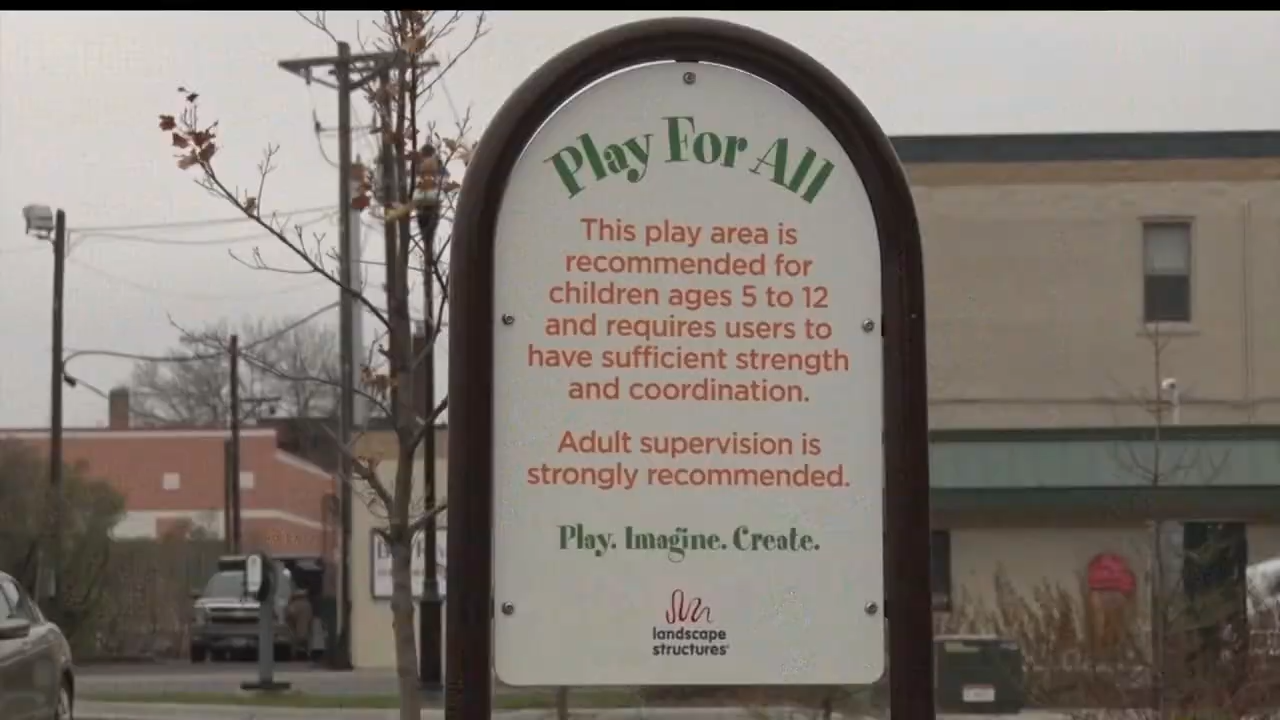 Play For All
This play area is
recommended for
children ages 5 to 12
and requires users to
have sufficient strength
and coordination.
Adult supervision is
strongly recommended.
Play. Imagine. Create.
landscape
structures®